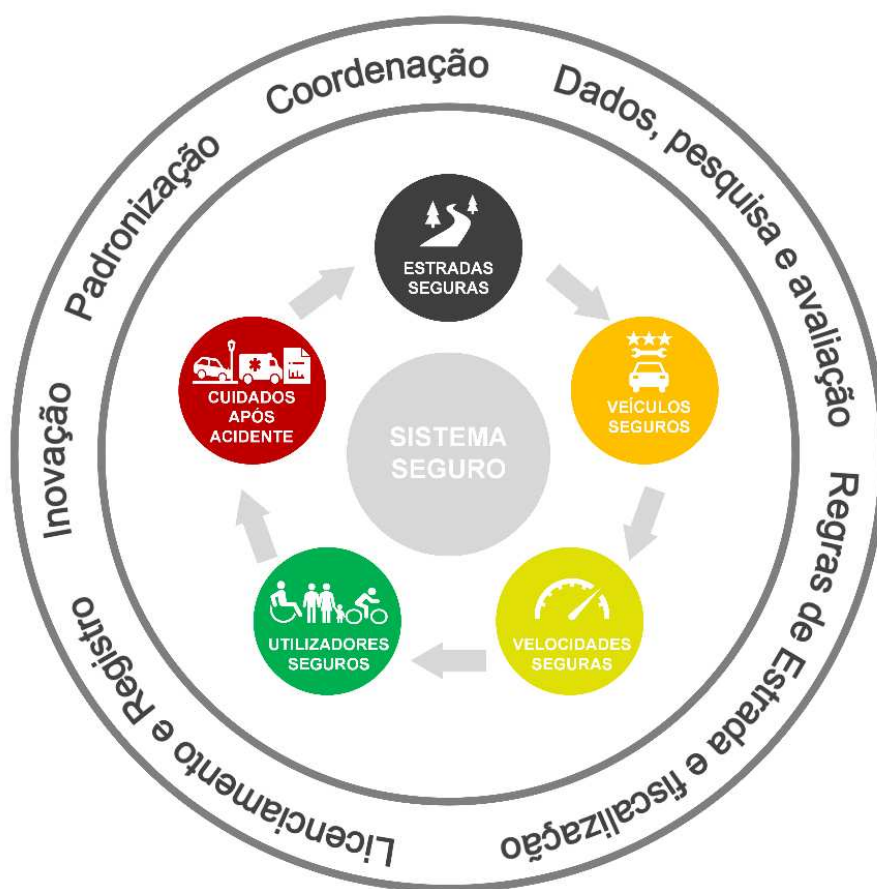 Coordenação
Dados, pesquisa e avaliação
Regras de Estrada e fiscalização
Licenciamento e Registro
Inovação
Padronização
ESTRADAS
SEGURAS
VEÍCULOS
SEGUROS
VELOCIDADES
SEGURAS
UTILIZADORES
SEGUROS
CUIDADOS
APÓS
ACIDENTE
SISTEMA
SEGURO